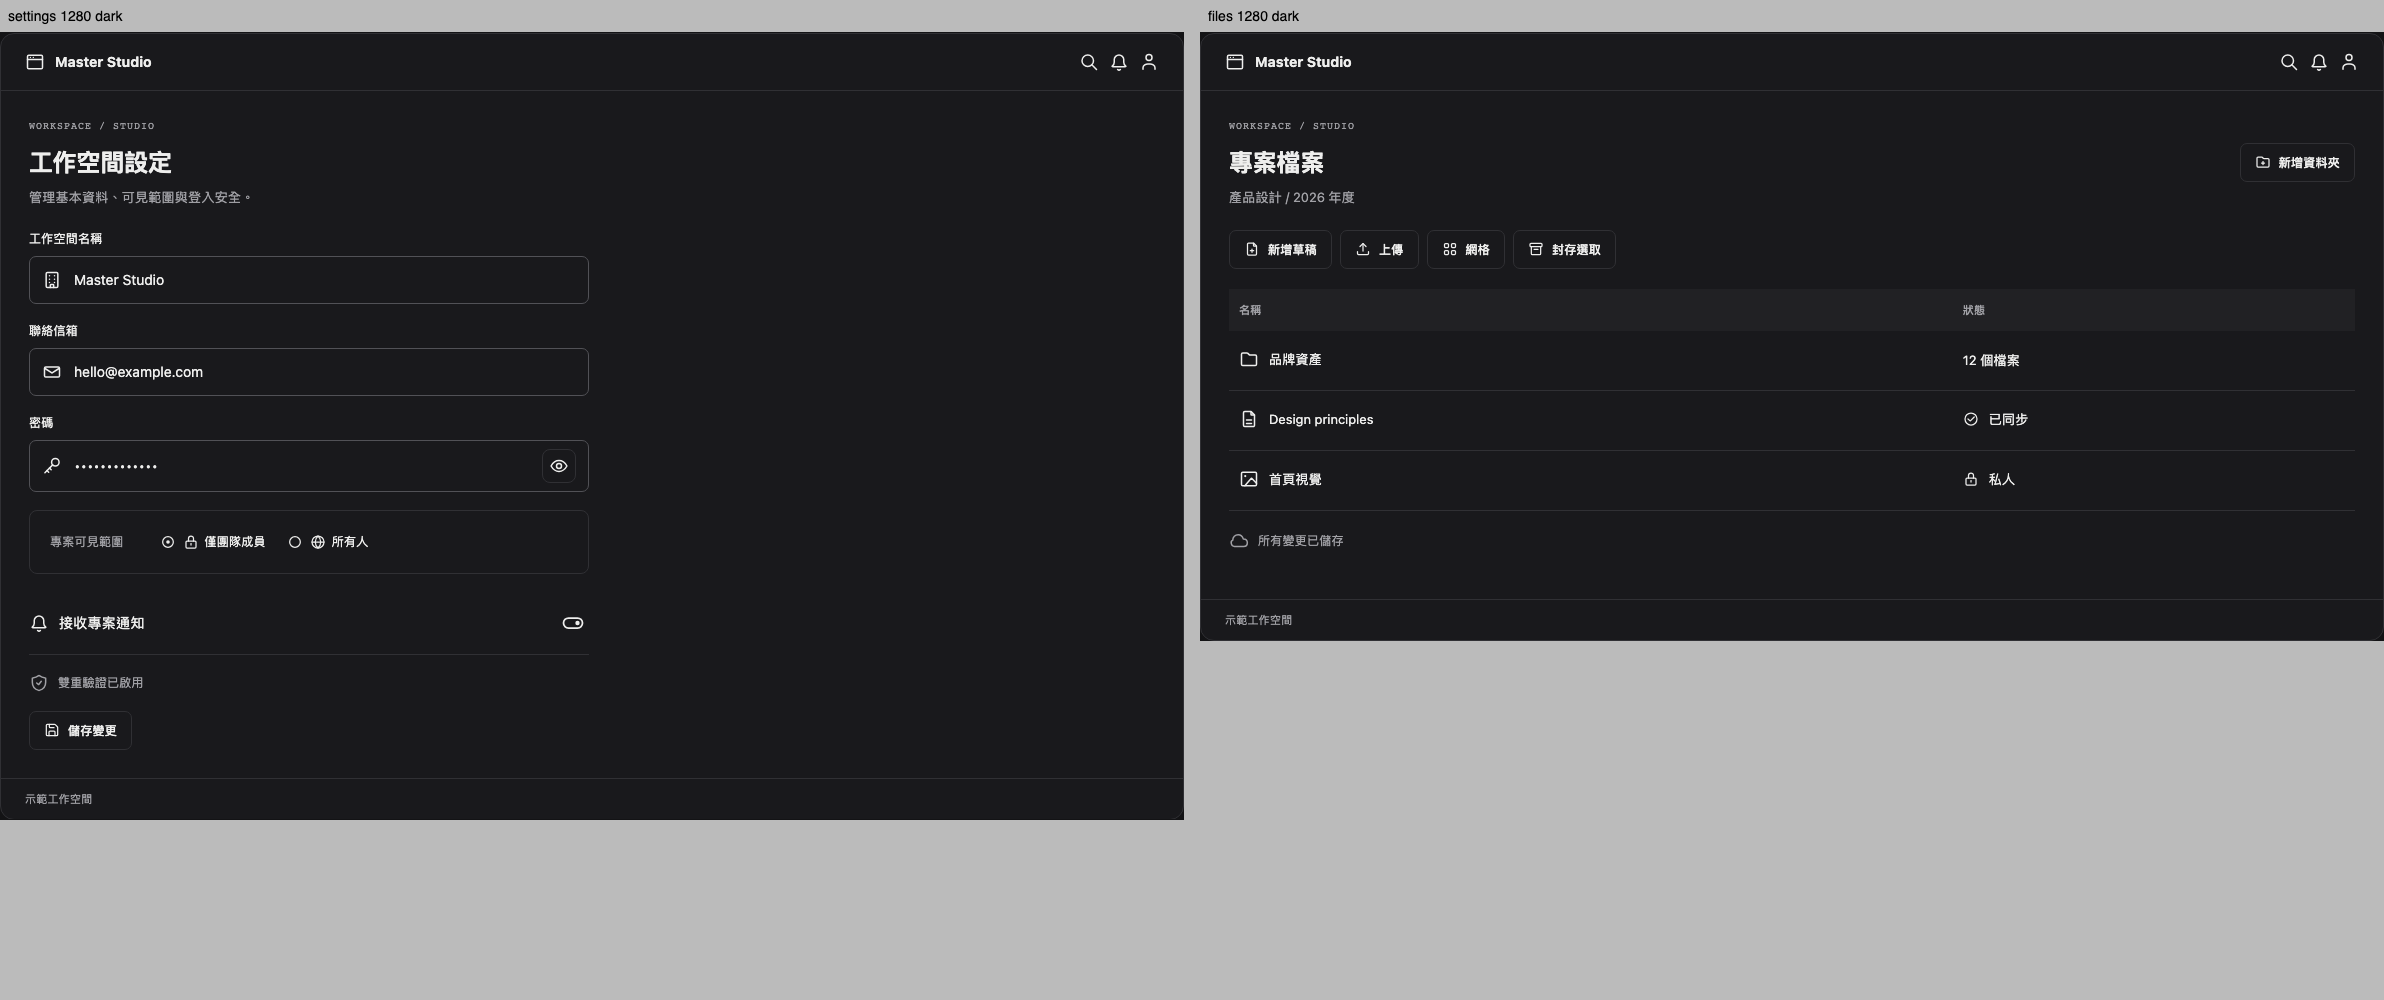 settings 1280 dark
Master Studio
WORKSPACE / STUDIO
工作空間設定
管理基本資料、可見範圍與登入安全。
工作空間名稱
Master Studio
聯絡信箱
hello@example.com
密碼
•••••••••••••
專案可見範圍 僅團隊成員 所有人
接收專案通知
雙重驗證已啟用
儲存變更
示範工作空間
files 1280 dark
Master Studio
WORKSPACE / STUDIO
專案檔案
新增資料夾
產品設計 / 2026 年度
新增草稿 上傳 網格 封存選取
名稱 狀態
品牌資產 12 個檔案
Design principles 已同步
首頁視覺 私人
所有變更已儲存
示範工作空間